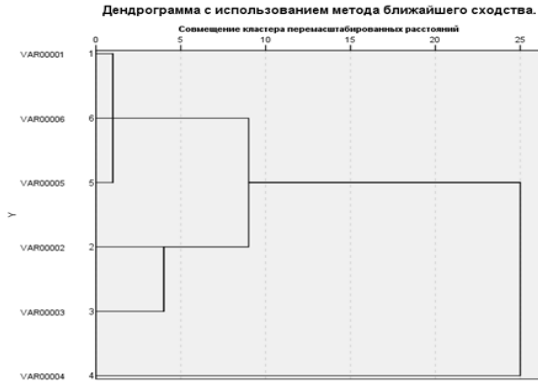 Дендрограмма с использованием метода ближайшего сходства.
Совмещение кластера перемасштабированных расстояний
0 5 10 15 20 25
VAR00001 1
VAR00006 6
VAR00005 5
Y
VAR00002 2
VAR00003 3
VAR00004 4